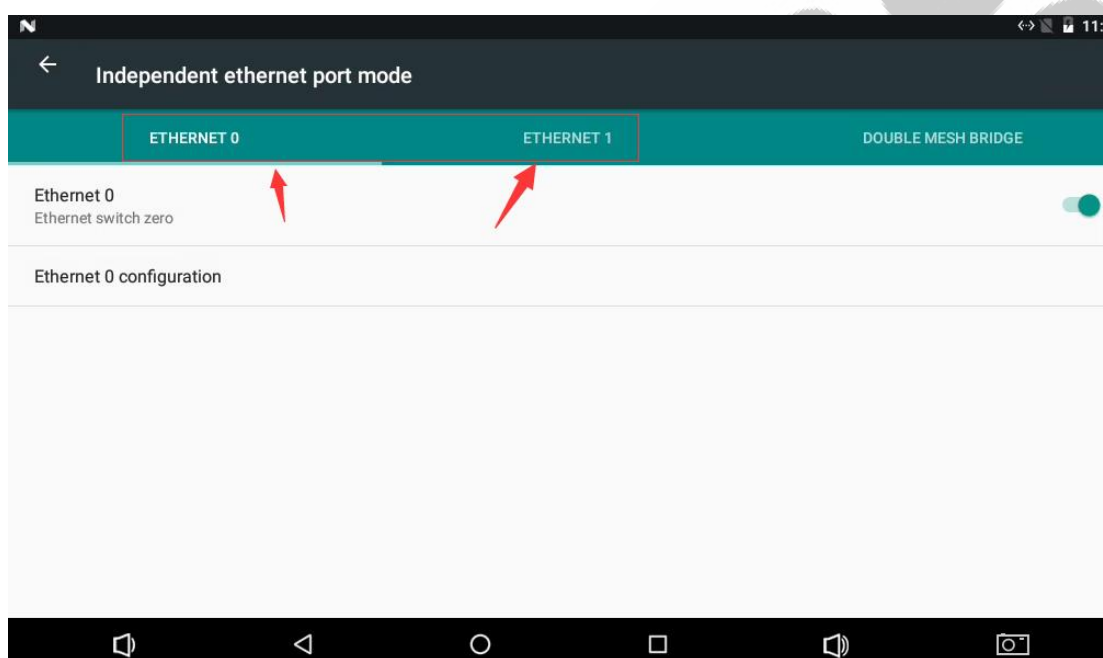 11:
Independent ethernet port mode
ETHERNET 0 ETHERNET 1 DOUBLE MESH BRIDGE
Ethernet 0
Ethernet switch zero
Ethernet 0 configuration